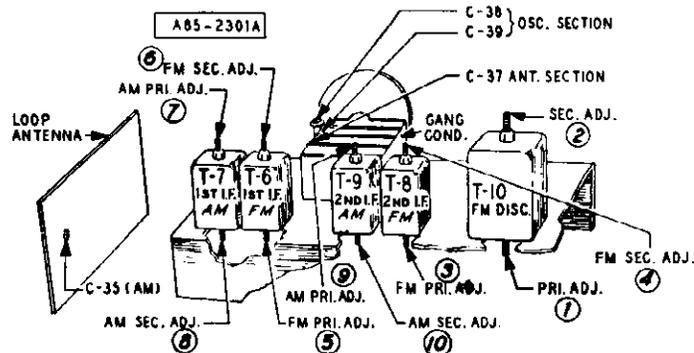 A85-2301A
C-38
C-39
OSC. SECTION
C-37 ANT. SECTION
⑥
FM SEC. ADJ.
AM PRI. ADJ.
⑦
LOOP
ANTENNA
GANG
COND.
SEC. ADJ.
②
T-7
1ST I.F.
AM
T-6
1ST I.F.
FM
T-9
2ND I.F.
AM
T-8
2ND I.F.
FM
T-10
FM DISC.
C-35 (AM)
⑨
AM PRI. ADJ.
③
FM PRI. ADJ.
FM SEC. ADJ.
④
PRI. ADJ.
①
AM SEC. ADJ.
⑧
FM PRI. ADJ.
⑤
AM SEC. ADJ.
⑩